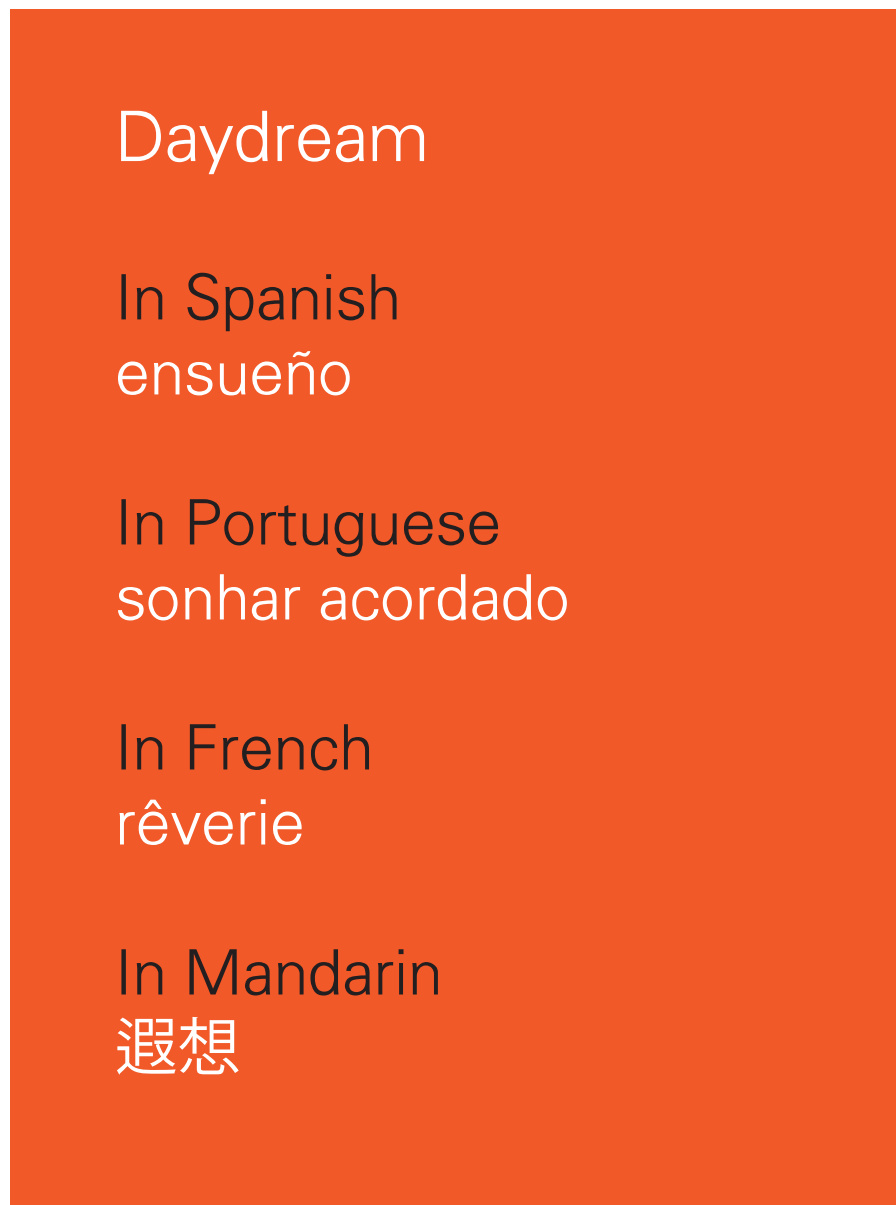 Daydream
In Spanish
ensueño
In Portuguese
sonhar acordado
In French
rêverie
In Mandarin
遐想